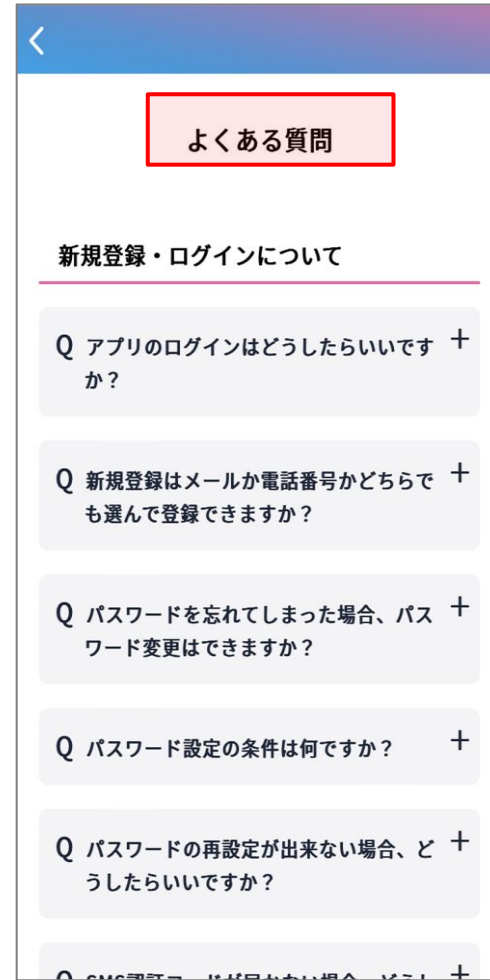 よくある質問
新規登録・ログインについて
Q アプリのログインはどうしたらいいです
か？
Q 新規登録はメールか電話番号かどちらで
も選んで登録できますか？
Q パスワードを忘れてしまった場合、パス
ワード変更はできますか？
Q パスワード設定の条件は何ですか？
Q パスワードの再設定が出来ない場合、ど
うしたらいいですか？